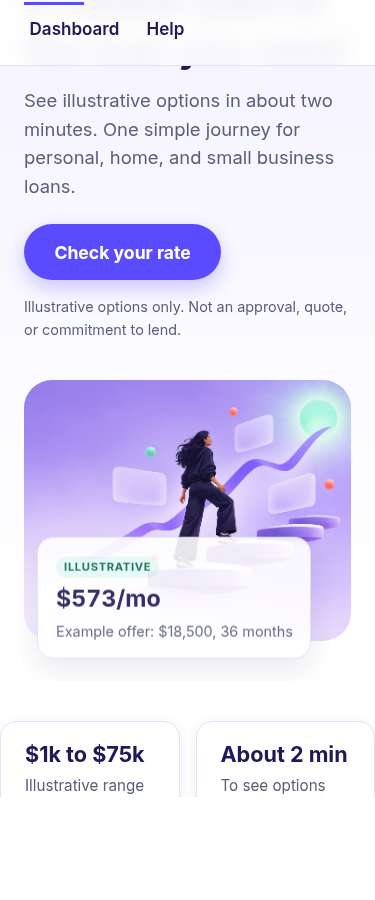 Dashboard Help
See illustrative options in about two
minutes. One simple journey for
personal, home, and small business
loans.
Check your rate
Illustrative options only. Not an approval, quote,
or commitment to lend.
ILLUSTRATIVE
$573/mo
Example offer: $18,500, 36 months
$1k to $75k
About 2 min
Illustrative range
To see options